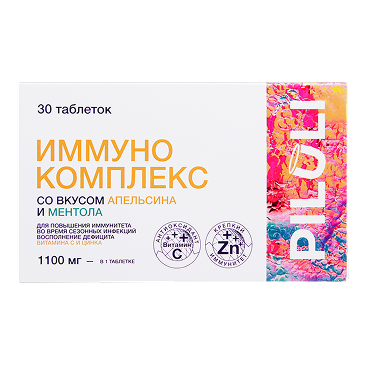 30 таблеток
ИММУНО
КОМПЛЕКС
СО ВКУСОМ АПЕЛЬСИНА
И МЕНТОЛА
ДЛЯ ПОВЫШЕНИЯ ИММУНИТЕТА
ВО ВРЕМЯ СЕЗОННЫХ ИНФЕКЦИЙ
ВОСПОЛНЕНИЕ ДЕФИЦИТА
ВИТАМИНА С И ЦИНКА
1100 мг — В 1 ТАБЛЕТКЕ
АНТИОКСИДАНТ
Витамин
C
КРЕПКИЙ
Zn
ИММУНИТЕТ
PILULI